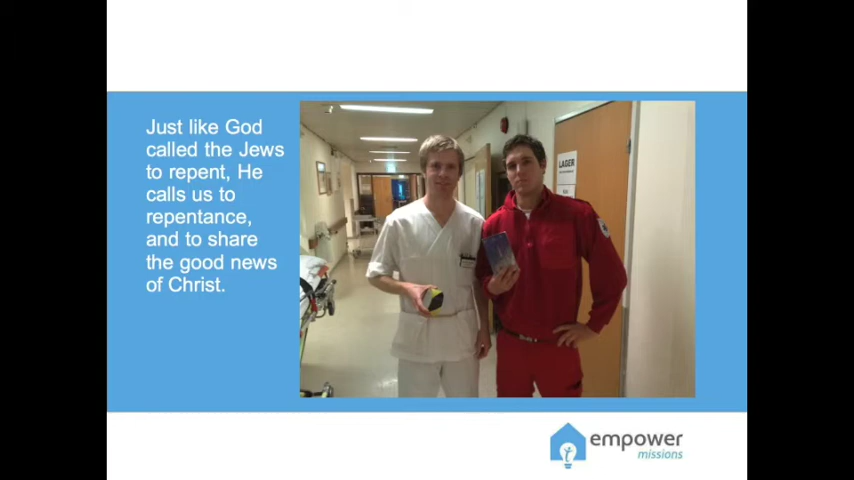 Just like God
called the Jews
to repent, He
calls us to
repentance,
and to share
the good news
of Christ.
LAGER
empower
missions